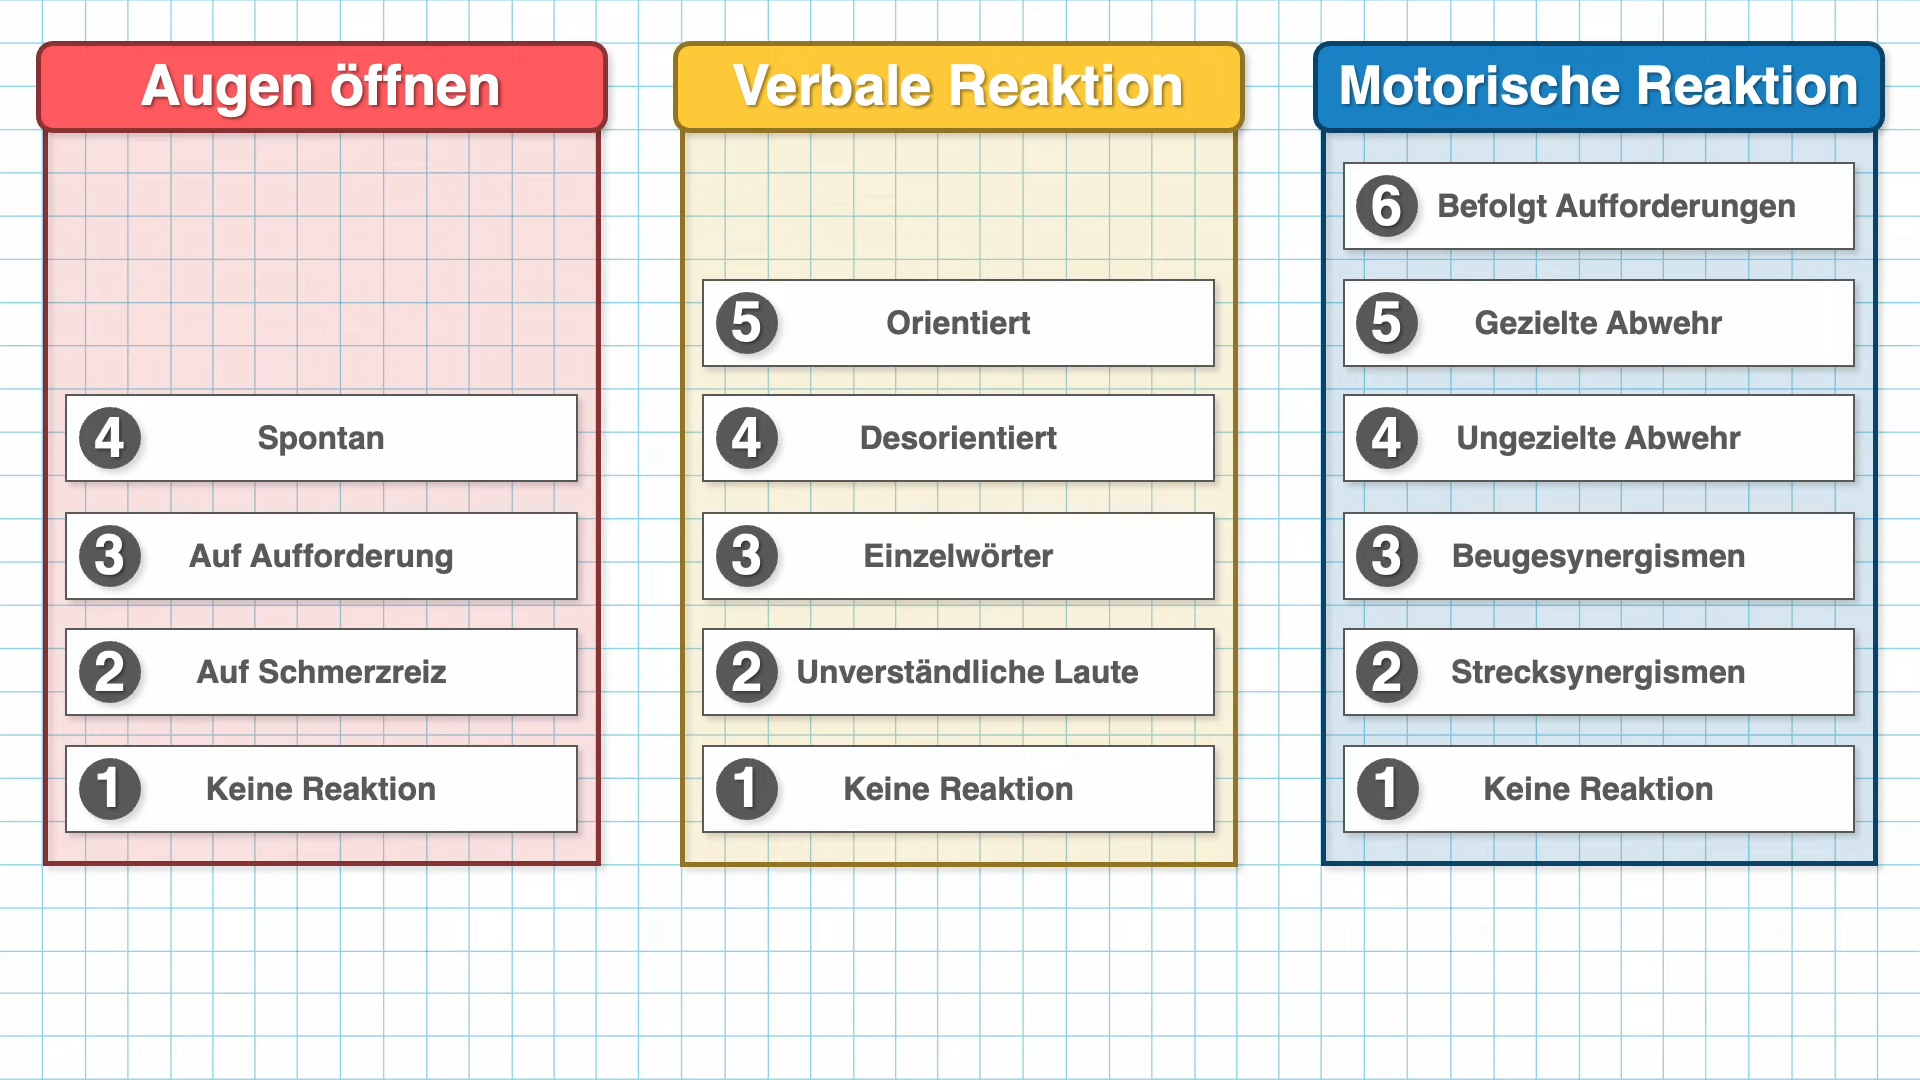 Augen öffnen
4 Spontan
3 Auf Aufforderung
2 Auf Schmerzreiz
1 Keine Reaktion
Verbale Reaktion
5 Orientiert
4 Desorientiert
3 Einzelwörter
2 Unverständliche Laute
1 Keine Reaktion
Motorische Reaktion
6 Befolgt Aufforderungen
5 Gezielte Abwehr
4 Ungezielte Abwehr
3 Beugesynergismen
2 Strecksynergismen
1 Keine Reaktion